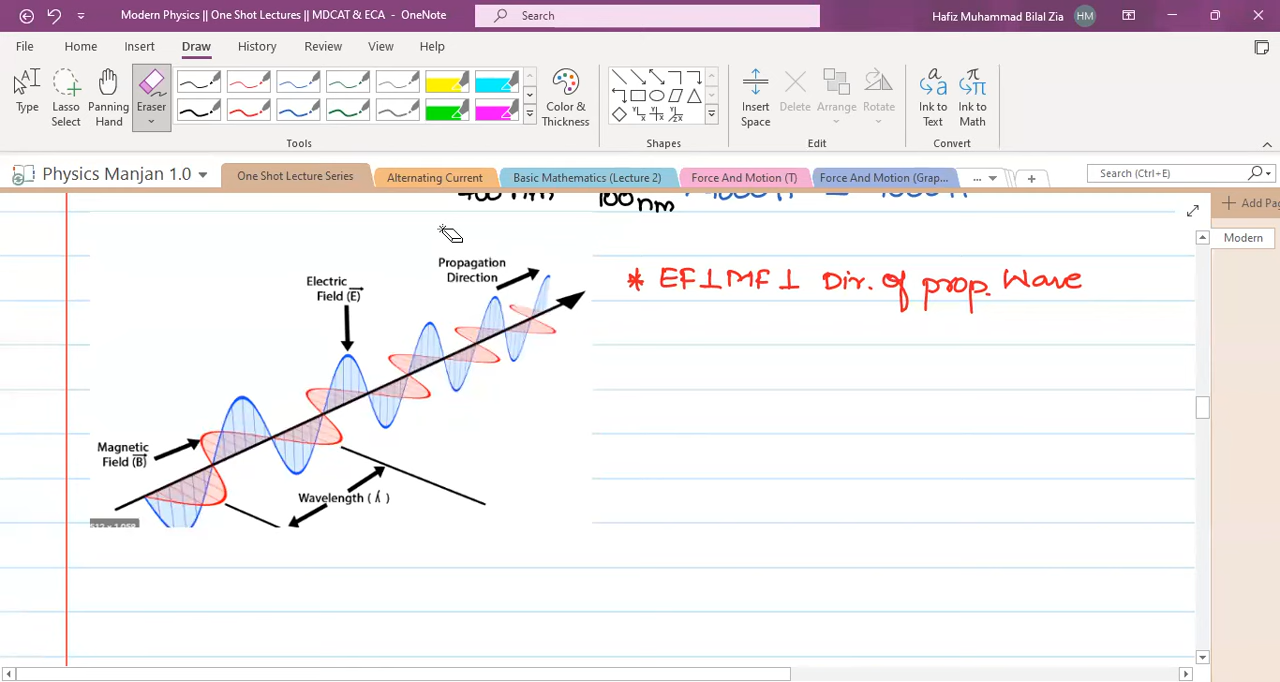 Modern Physics || One Shot Lectures || MDCAT & ECA - OneNote
Search
Hafiz Muhammad Bilal Zia HM
File Home Insert Draw History Review View Help
Type Lasso Select Panning Hand Eraser
Color & Thickness
Insert Space Delete Arrange Rotate
a Ink to Text π Ink to Math
Tools Shapes Edit Convert
Physics Manjan 1.0 One Shot Lecture Series Alternating Current Basic Mathematics (Lecture 2) Force And Motion (T) Force And Motion (Grap... ... Search (Ctrl+E)
Add Pag
Modern
400 nm 100 nm
Propagation
Direction
Electric
Field (E)
* EF⊥MF⊥ Dir. of prop. Wave
Magnetic
Field (B)
Wavelength ( λ )